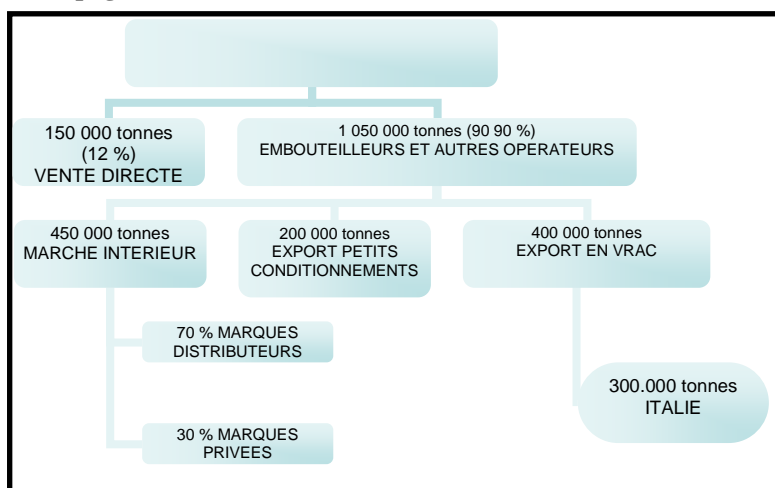 150 000 tonnes
(12 %)
VENTE DIRECTE
1 050 000 tonnes (90 90 %)
EMBOUTEILLEURS ET AUTRES OPERATEURS
450 000 tonnes
MARCHE INTERIEUR
200 000 tonnes
EXPORT PETITS
CONDITIONNEMENTS
400 000 tonnes
EXPORT EN VRAC
70 % MARQUES
DISTRIBUTEURS
300.000 tonnes
ITALIE
30 % MARQUES
PRIVEES